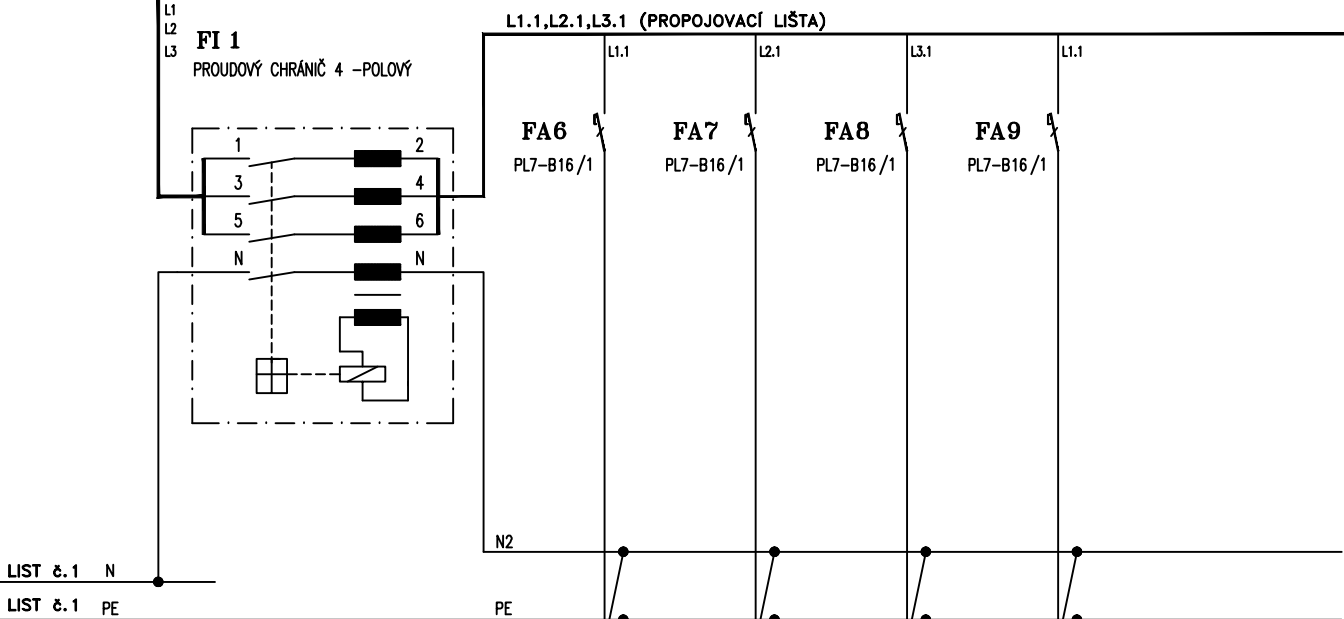 L1
L2
L3
FI 1
PROUDOVÝ CHRÁNIČ 4 -POLOVÝ
L1.1,L2.1,L3.1 (PROPOJOVACÍ LIŠTA)
L1.1
L2.1
L3.1
L1.1
FA6
PL7-B16/1
FA7
PL7-B16/1
FA8
PL7-B16/1
FA9
PL7-B16/1
1 2
3 4
5 6
N N
N2
LIST č.1 N
LIST č.1 PE
PE